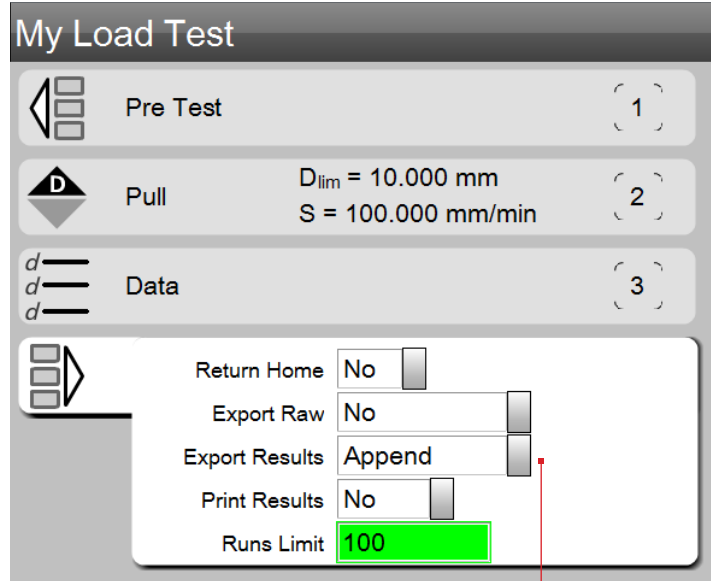 My Load Test
Pre Test 1
D
Pull Dlim = 10.000 mm 2
S = 100.000 mm/min
d
d Data 3
d
Return Home No
Export Raw No
Export Results Append
Print Results No
Runs Limit 100